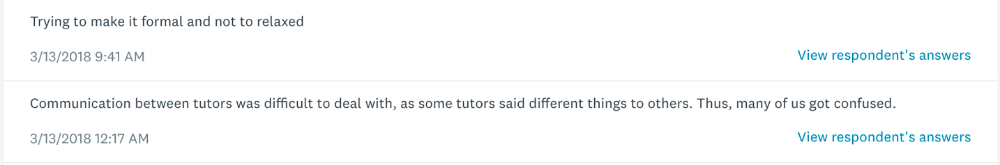 Trying to make it formal and not to relaxed
3/13/2018 9:41 AM
View respondent's answers
Communication between tutors was difficult to deal with, as some tutors said different things to others. Thus, many of us got confused.
3/13/2018 12:17 AM
View respondent's answers